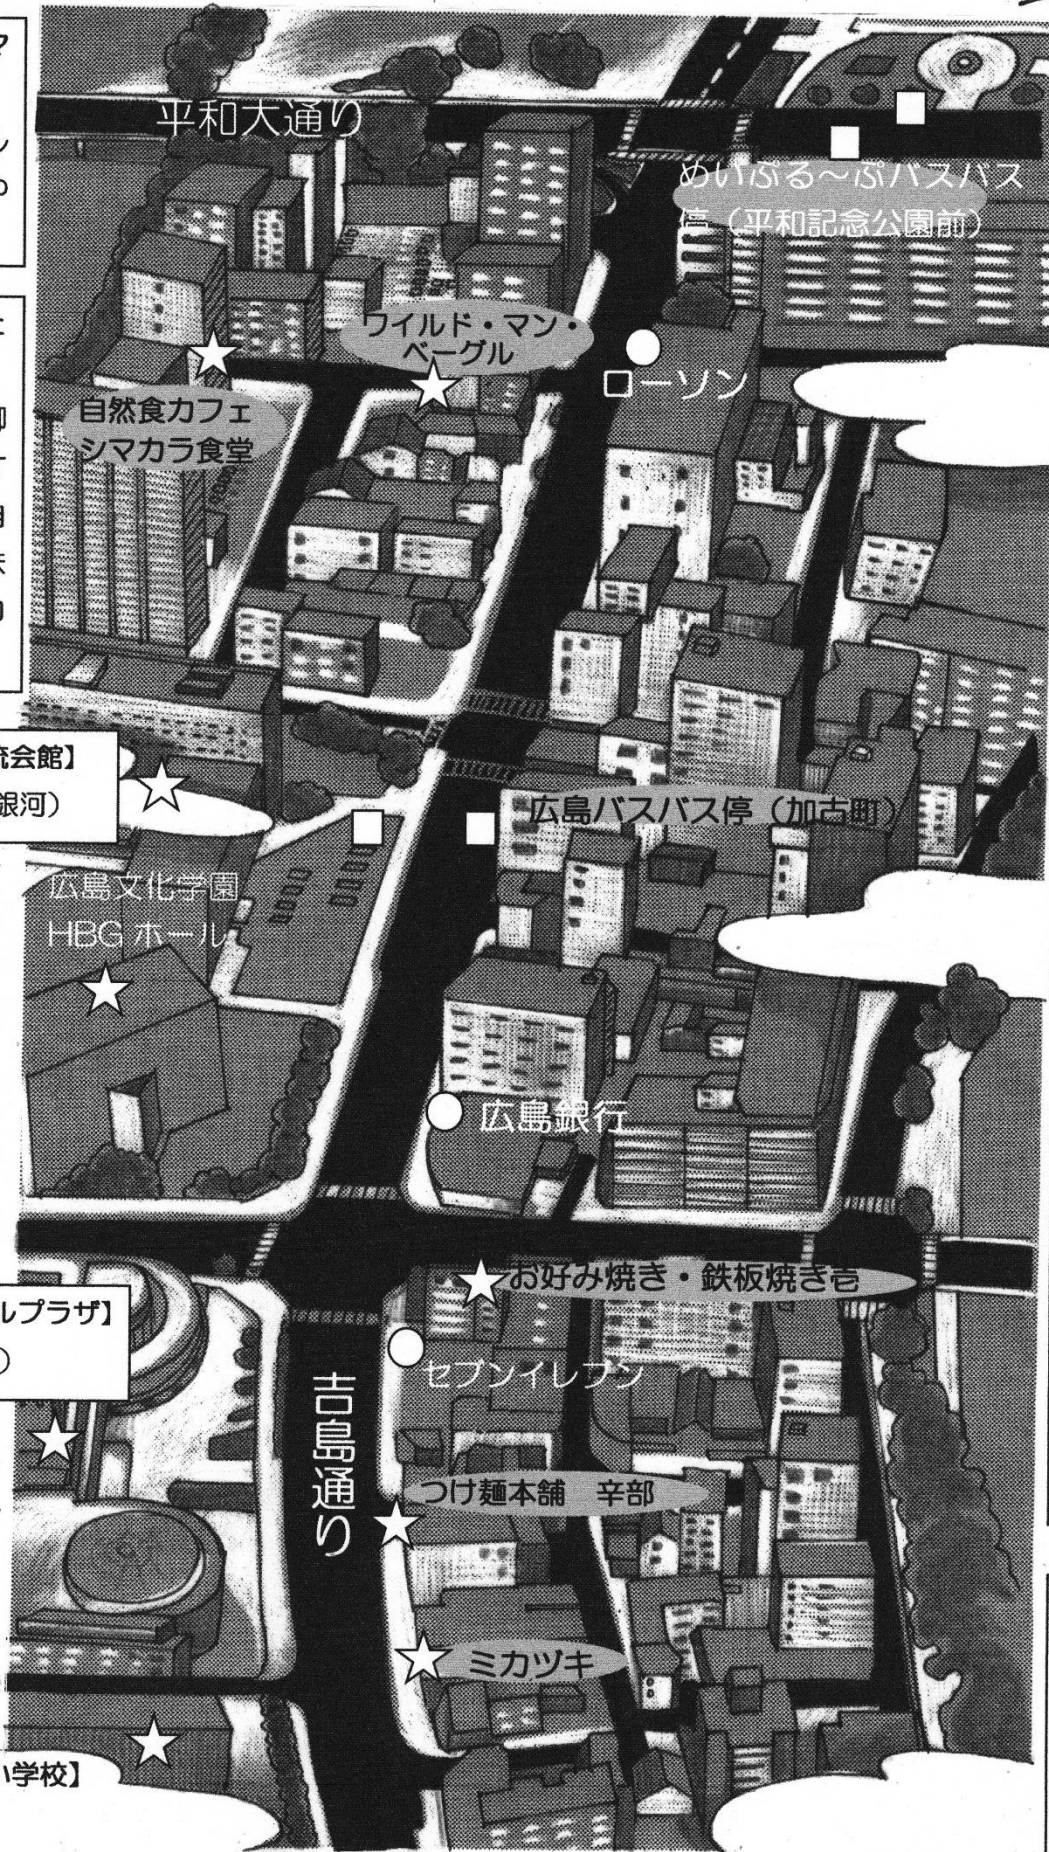 平和大通り
めいぷる～ぷバスバス
停（平和記念公園前）
ワイルド・マン・
ベーグル
ローソン
自然食カフェ
シマカラ食堂
流会館】
銀河）
広島バスバス停（加古町）
広島文化学園
HBG ホール
広島銀行
お好み焼き・鉄板焼き壱
ルプラザ】
）
セブンイレブン
吉島通り
つけ麺本舗　辛部
ミカヅキ
小学校】